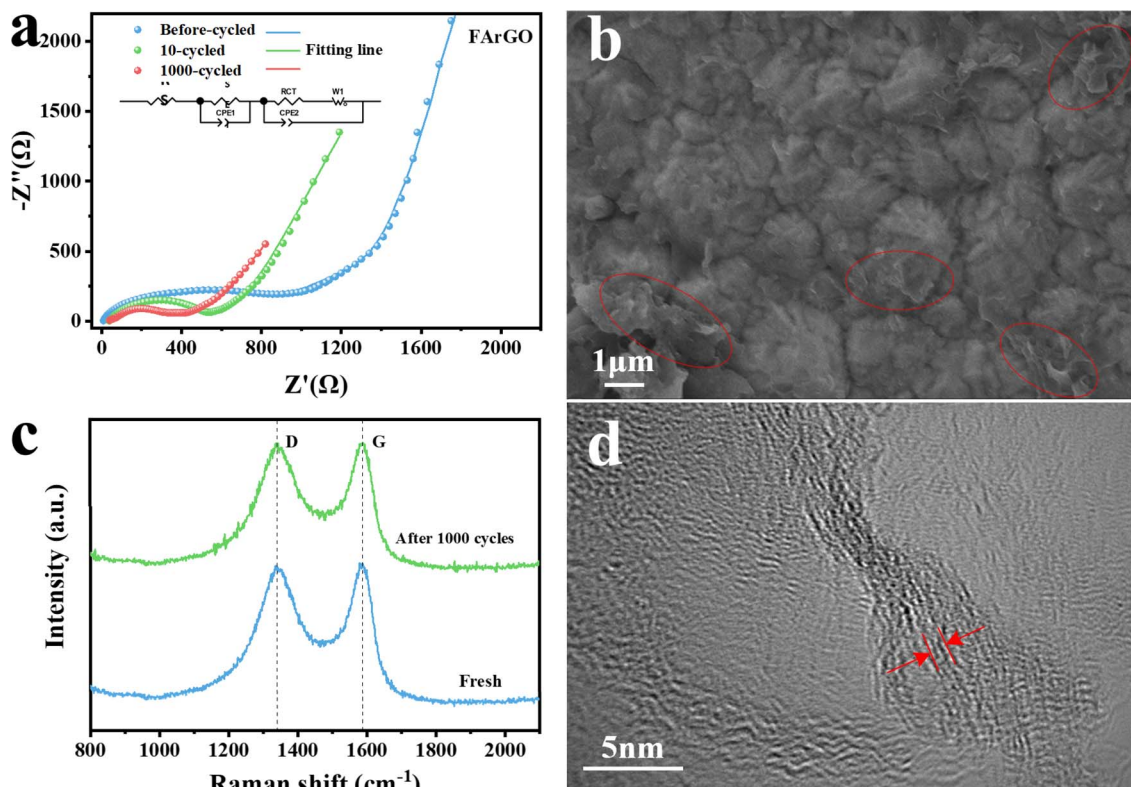 a
2000
1500
1000
500
0
-Z''(Ω)
Before-cycled
10-cycled
1000-cycled
Fitting line
FArGO
S
S
E
CPE1
RCT
CPE2
W1
0 400 800 1200 1600 2000
Z'(Ω)
b
1μm
c
D
G
After 1000 cycles
Fresh
Intensity (a.u.)
800 1000 1200 1400 1600 1800 2000
Raman shift (cm⁻¹)
d
5nm